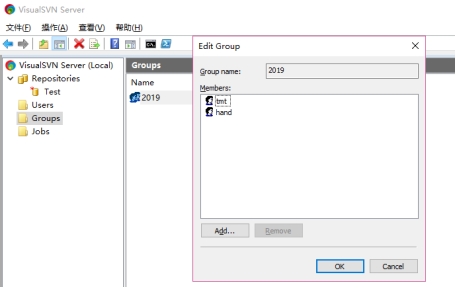 VisualSVN Server
文件(F) 操作(A) 查看(V) 帮助(H)
VisualSVN Server (Local)
Repositories
Test
Users
Groups
Jobs
Groups
Name
2019
Edit Group
Group name: 2019
Members:
tmt
hand
Add... Remove
OK Cancel